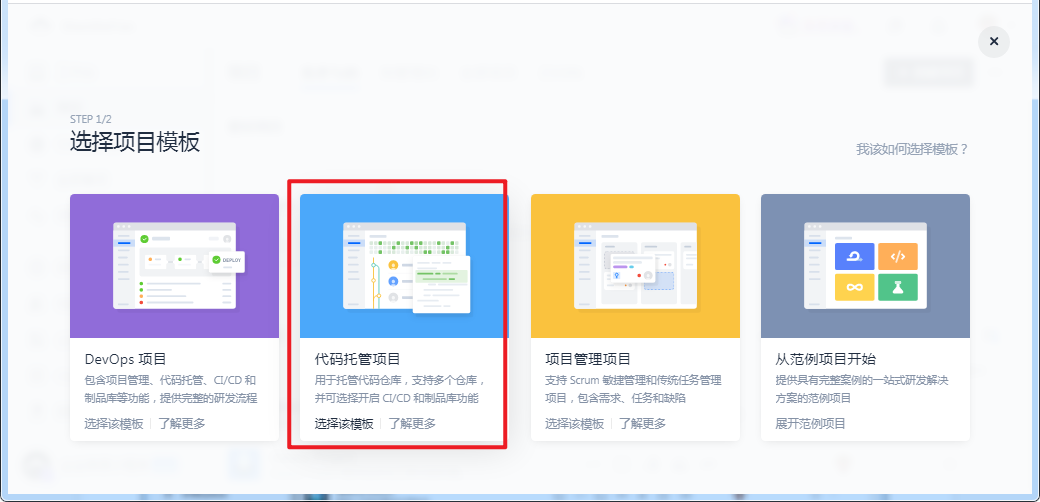 STEP 1/2
选择项目模板
我该如何选择模板？
DEPLOY
DevOps 项目
包含项目管理、代码托管、CI/CD 和
制品库等功能，提供完整的研发流程
选择该模板 了解更多
代码托管项目
用于托管代码仓库，支持多个仓库，
并可选择开启 CI/CD 和制品库功能
选择该模板 了解更多
项目管理项目
支持 Scrum 敏捷管理和传统任务管理
项目，包含需求、任务和缺陷
选择该模板 了解更多
从范例项目开始
提供具有完整案例的一站式研发解决
方案的范例项目
展开范例项目